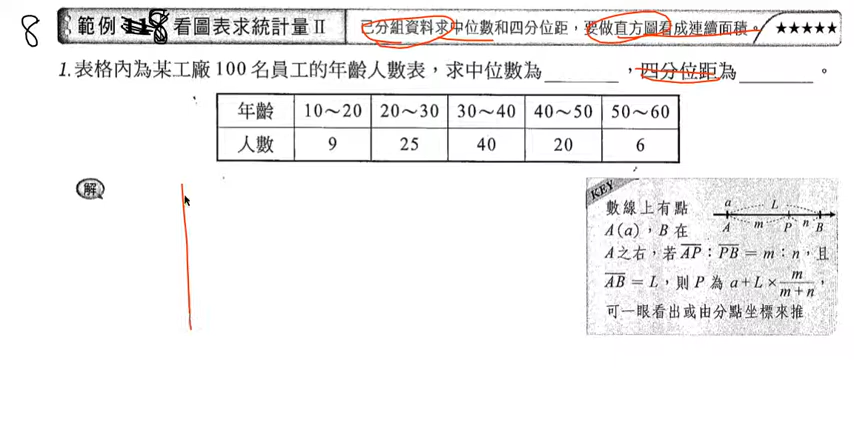 8 範例 118 看圖表求統計量Ⅱ 已分組資料求中位數和四分位距，要做直方圖看成連續面積。 ★★★★★
1.表格內為某工廠 100 名員工的年齡人數表，求中位數為________，四分位距為________。
年齡 10～20 20～30 30～40 40～50 50～60
人數 9 25 40 20 6
解
KEY
數線上有點
A(a)，B 在
a L
A m P n B
A之右，若 AP：PB = m：n，且
AB = L，則 P 為 a+L×m/(m+n)，
可一眼看出或由分點坐標來推